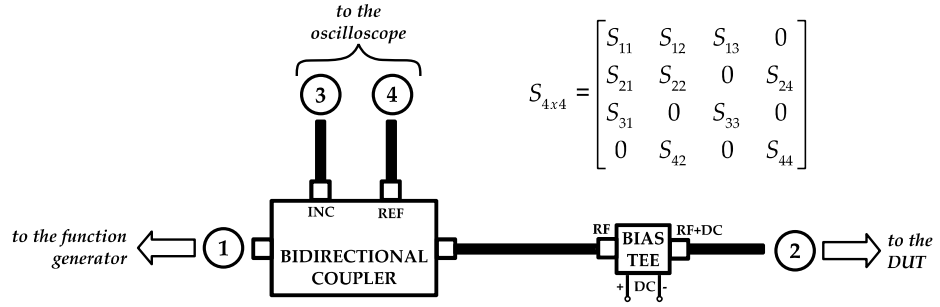 to the
oscilloscope
3 4
S4x4 = [ S11 S12 S13 0
S21 S22 0 S24
S31 0 S33 0
0 S42 0 S44 ]
INC REF
to the function
generator
1
BIDIRECTIONAL
COUPLER
RF BIAS RF+DC
TEE
+ DC -
2
to the
DUT